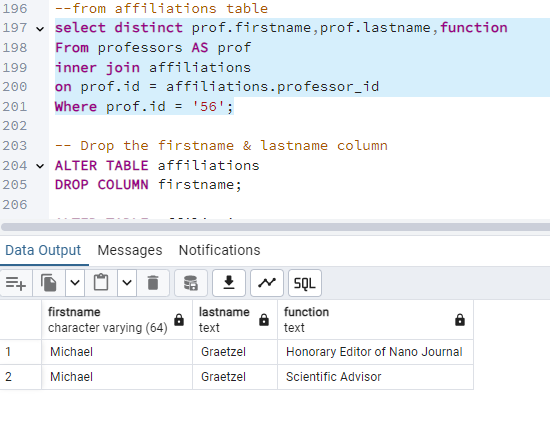 196 --from affiliations table
197 select distinct prof.firstname,prof.lastname,function
198 From professors AS prof
199 inner join affiliations
200 on prof.id = affiliations.professor_id
201 Where prof.id = '56';
202
203 -- Drop the firstname & lastname column
204 ALTER TABLE affiliations
205 DROP COLUMN firstname;
206
Data Output Messages Notifications
SQL
firstname lastname function
character varying (64) text text
1 Michael Graetzel Honorary Editor of Nano Journal
2 Michael Graetzel Scientific Advisor